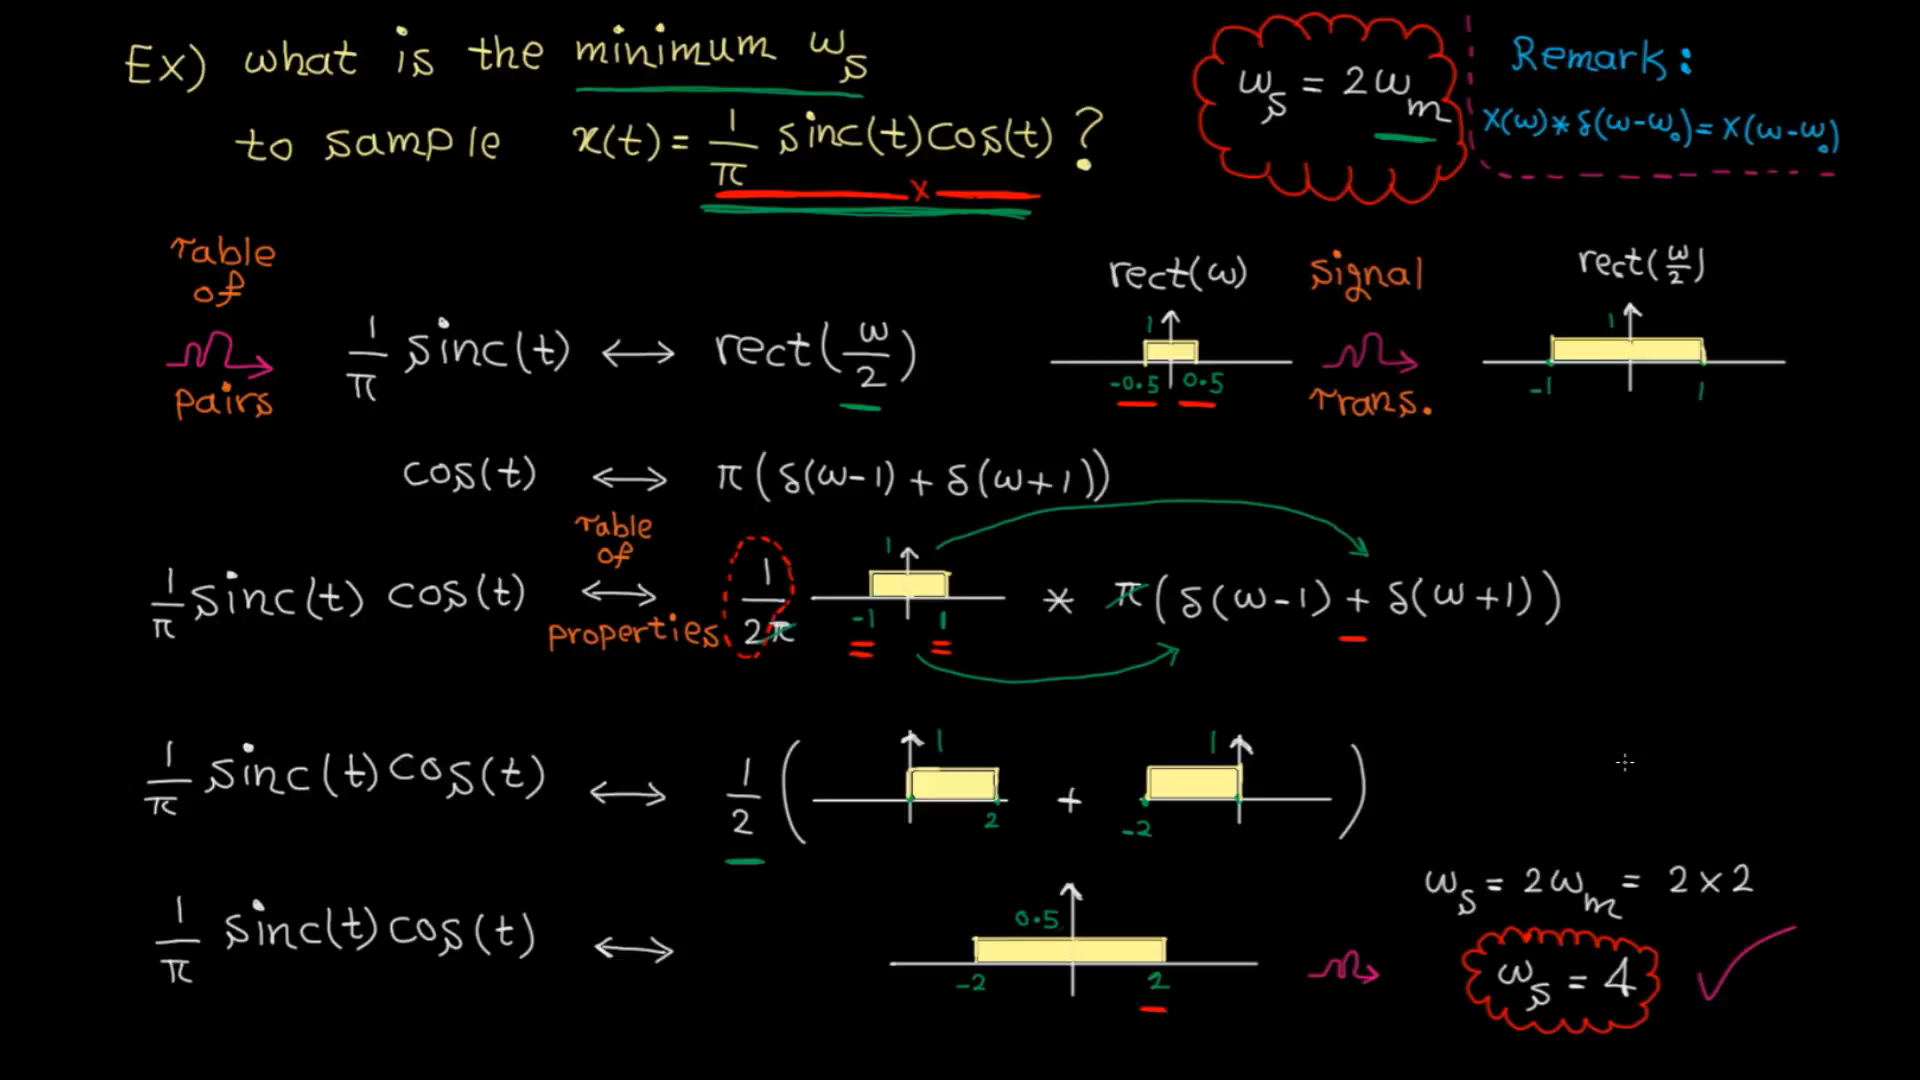 Ex) what is the minimum ωs
to sample x(t) = 1/π sinc(t)cos(t) ?
ωs = 2ωm
Remark:
X(ω)*δ(ω-ω₀)=X(ω-ω₀)
x
Table
of
pairs
1/π sinc(t) ↔ rect(ω/2)
rect(ω)
1
-0.5 0.5
signal
Trans.
rect(ω/2)
1
-1 1
cos(t) ↔ π(δ(ω-1)+δ(ω+1))
Table
of
properties
1/π sinc(t) cos(t) ↔ 1/2π
1
-1 1
* π(δ(ω-1)+δ(ω+1))
1/π sinc(t)cos(t) ↔ 1/2 (
1
2
+
1
-2
)
1/π sinc(t)cos(t) ↔
0.5
-2 2
ωs = 2ωm = 2×2
ωs = 4